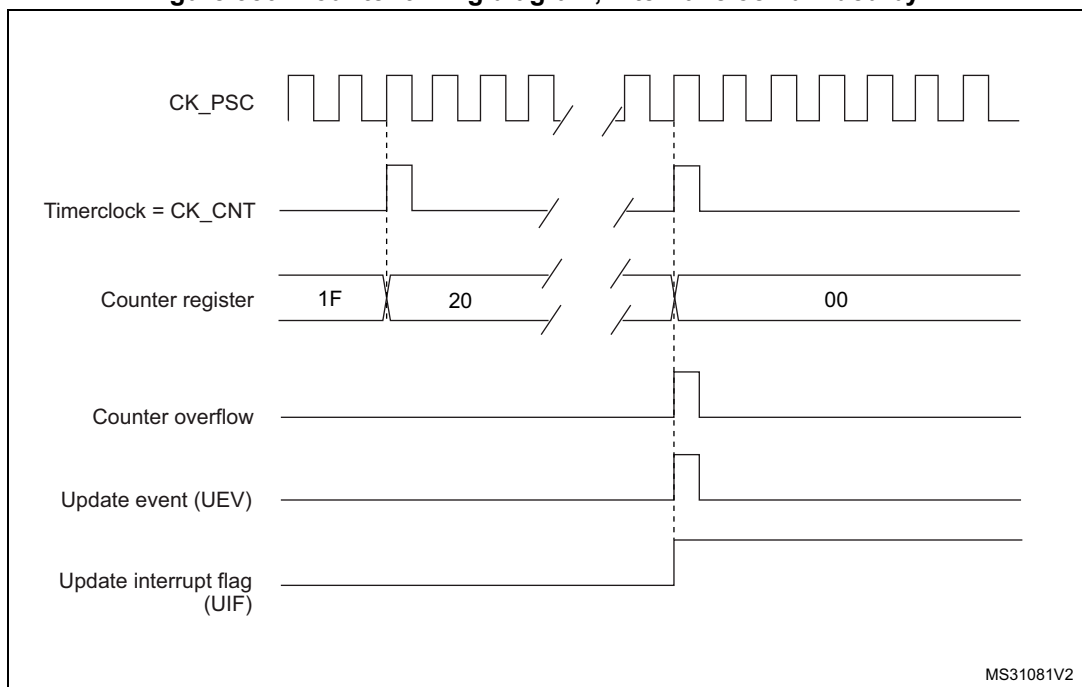 CK_PSC
Timerclock = CK_CNT
Counter register
1F
20
00
Counter overflow
Update event (UEV)
Update interrupt flag
(UIF)
MS31081V2